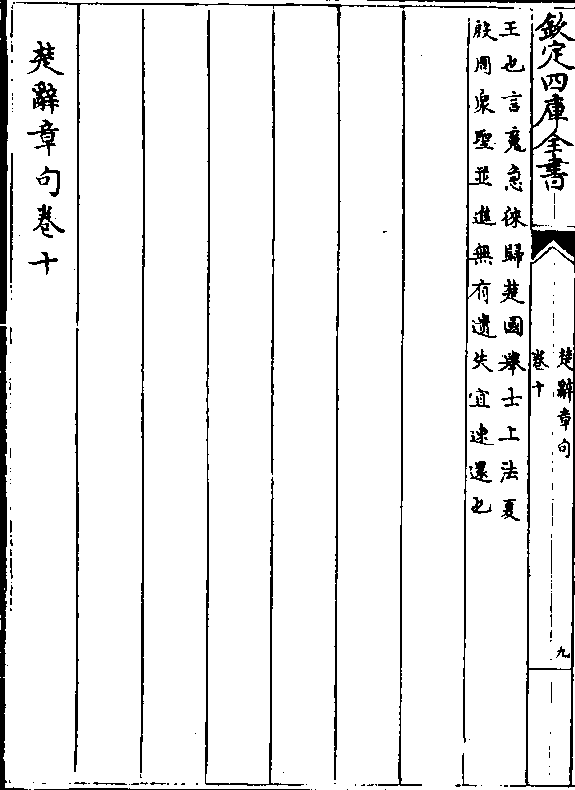 欽定四庫全書
楚辭章句
卷十
九
王也言䰟急徠歸楚國舉士上法夏
殷周衆聖並進無有遺失宜速還也
楚辭章句卷十